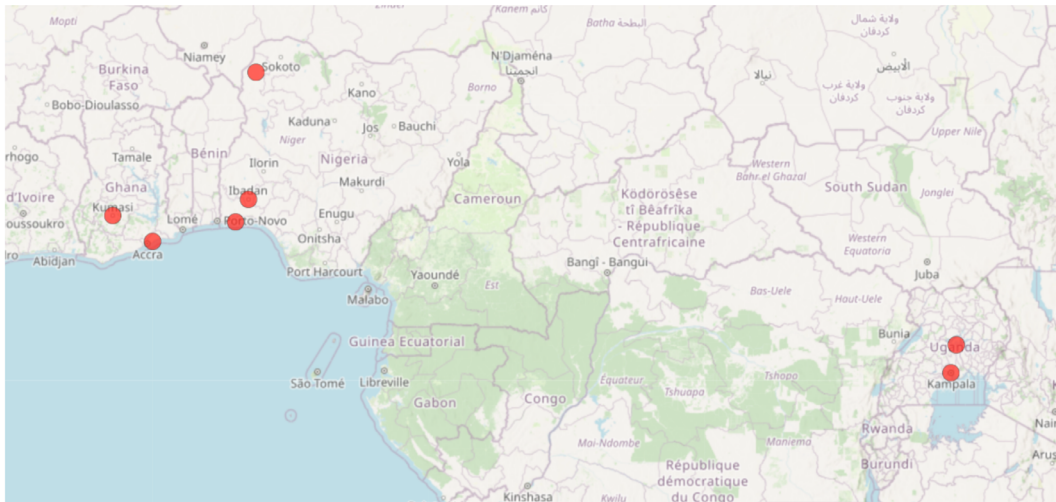 Mopti
Zinder
Kanem كانم
Batha البطحة
ولاية شمال
كردفان
Niamey
N'Djaména
انجمينا
Sokoto
نيالا
الأبيض
Burkina
Faso
Kano
Borno
ولاية غرب
كردفان
ولاية جنوب
كردفان
Bobo-Dioulasso
Kaduna
Jos
Bauchi
Niger
Upper Nile
Tamale
Bénin
Ilorin
Nigeria
Yola
Western
Bahr el Ghazal
Ghana
Ibadan
Makurdi
Cameroun
Ködörösêse
tî Bêafrîka
- République
Centrafricaine
South Sudan
Jonglei
d'Ivoire
Kumasi
Lomé
Porto-Novo
Enugu
Onitsha
Western
Equatoria
Accra
Abidjan
Port Harcourt
Yaoundé
Est
Bangî - Bangui
Juba
Malabo
Bas-Uele
Haut-Uele
Guinea Ecuatorial
Bunia
Uganda
São Tomé
Libreville
Équateur
Tshopo
Kampala
Gabon
Congo
Tshuapa
Rwanda
Mai-Ndombe
Maniema
Burundi
République
démocratique
du Congo
Kinshasa
Kwilu